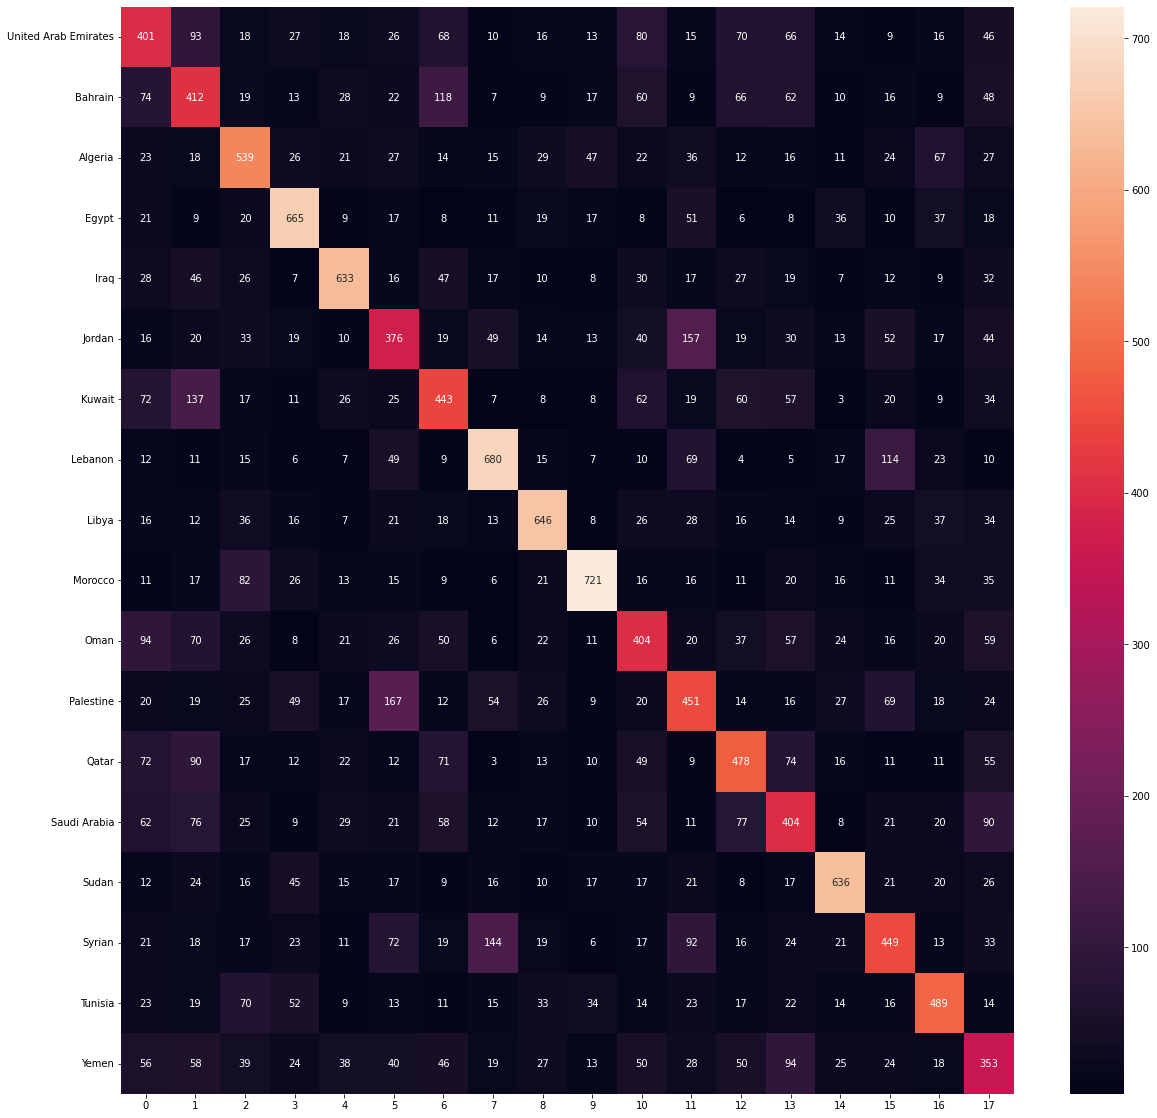 United Arab Emirates 401 93 18 27 18 26 68 10 16 13 80 15 70 66 14 9 16 46
Bahrain 74 412 19 13 28 22 118 7 9 17 60 9 66 62 10 16 9 48
Algeria 23 18 539 26 21 27 14 15 29 47 22 36 12 16 11 24 67 27
Egypt 21 9 20 665 9 17 8 11 19 17 8 51 6 8 36 10 37 18
Iraq 28 46 26 7 633 16 47 17 10 8 30 17 27 19 7 12 9 32
Jordan 16 20 33 19 10 376 19 49 14 13 40 157 19 30 13 52 17 44
Kuwait 72 137 17 11 26 25 443 7 8 8 62 19 60 57 3 20 9 34
Lebanon 12 11 15 6 7 49 9 680 15 7 10 69 4 5 17 114 23 10
Libya 16 12 36 16 7 21 18 13 646 8 26 28 16 14 9 25 37 34
Morocco 11 17 82 26 13 15 9 6 21 721 16 16 11 20 16 11 34 35
Oman 94 70 26 8 21 26 50 6 22 11 404 20 37 57 24 16 20 59
Palestine 20 19 25 49 17 167 12 54 26 9 20 451 14 16 27 69 18 24
Qatar 72 90 17 12 22 12 71 3 13 10 49 9 478 74 16 11 11 55
Saudi Arabia 62 76 25 9 29 21 58 12 17 10 54 11 77 404 8 21 20 90
Sudan 12 24 16 45 15 17 9 16 10 17 17 21 8 17 636 21 20 26
Syrian 21 18 17 23 11 72 19 144 19 6 17 92 16 24 21 449 13 33
Tunisia 23 19 70 52 9 13 11 15 33 34 14 23 17 22 14 16 489 14
Yemen 56 58 39 24 38 40 46 19 27 13 50 28 50 94 25 24 18 353
0 1 2 3 4 5 6 7 8 9 10 11 12 13 14 15 16 17
700
600
500
400
300
200
100